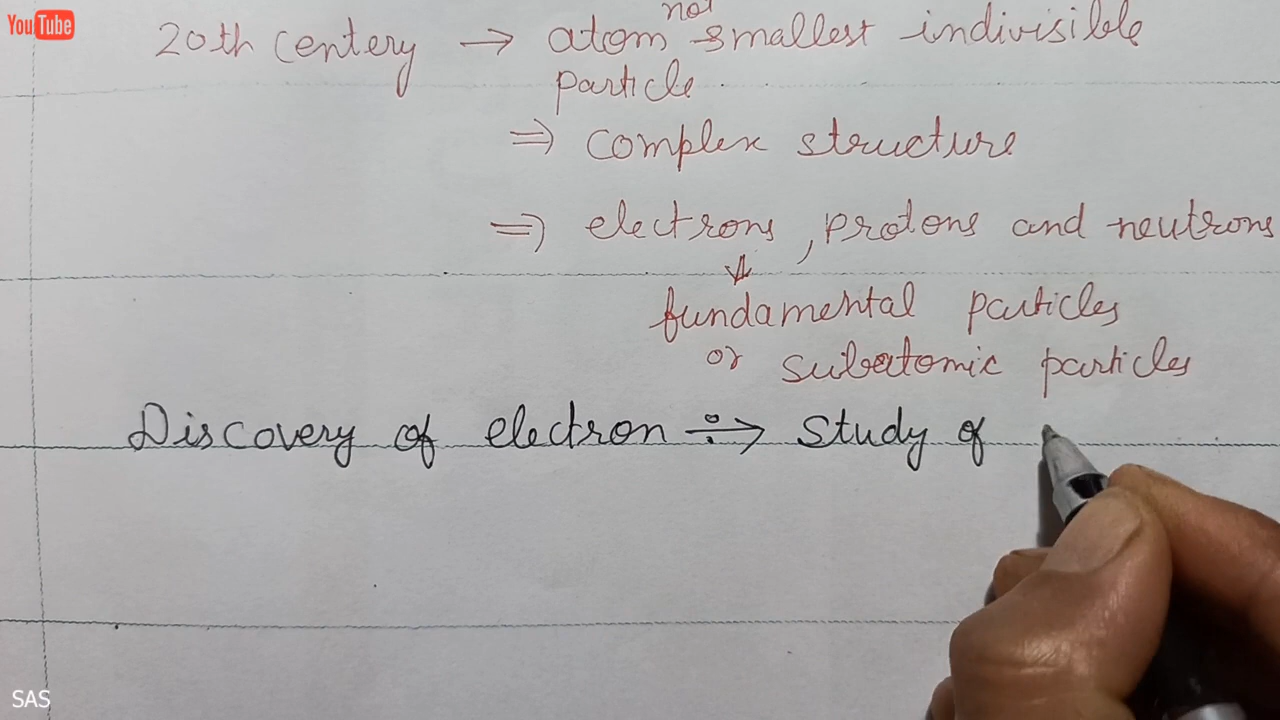 YouTube
not
20th Centery → atom smallest indivisible
particle
⇒ complex structure
⇒ electrons, protons and neutrons
↓
fundamental particles
or subatomic particles
Discovery of electron ÷→ Study of
SAS